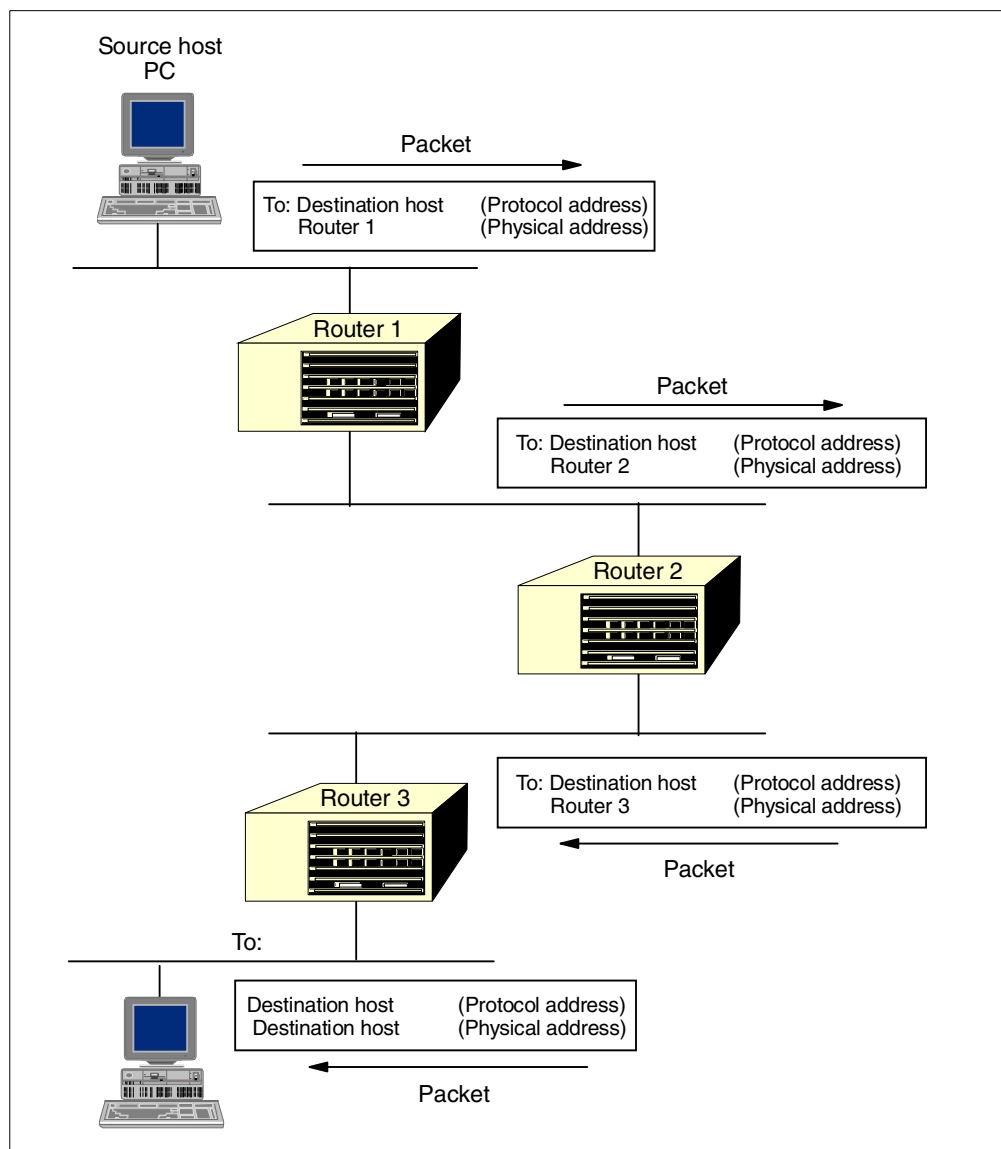 Source host
PC
Packet
To: Destination host (Protocol address)
Router 1 (Physical address)
Router 1
Packet
To: Destination host (Protocol address)
Router 2 (Physical address)
Router 2
To: Destination host (Protocol address)
Router 3 (Physical address)
Router 3
Packet
To:
Destination host (Protocol address)
Destination host (Physical address)
Packet